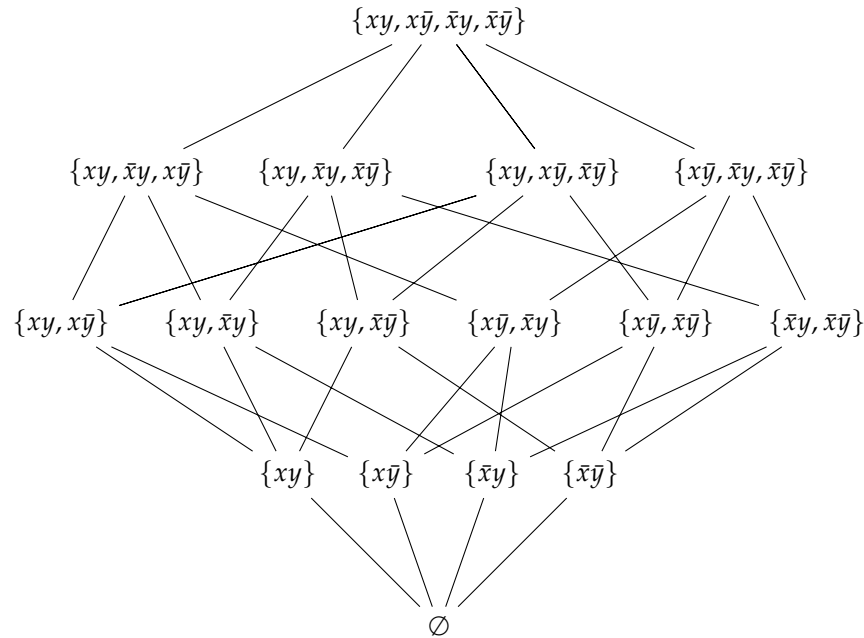 {xy, xȳ, x̄y, x̄ȳ}
{xy, x̄y, xȳ} {xy, x̄y, x̄ȳ} {xy, xȳ, x̄ȳ} {xȳ, x̄y, x̄ȳ}
{xy, xȳ} {xy, x̄y} {xy, x̄ȳ} {xȳ, x̄y} {xȳ, x̄ȳ} {x̄y, x̄ȳ}
{xy} {xȳ} {x̄y} {x̄ȳ}
∅